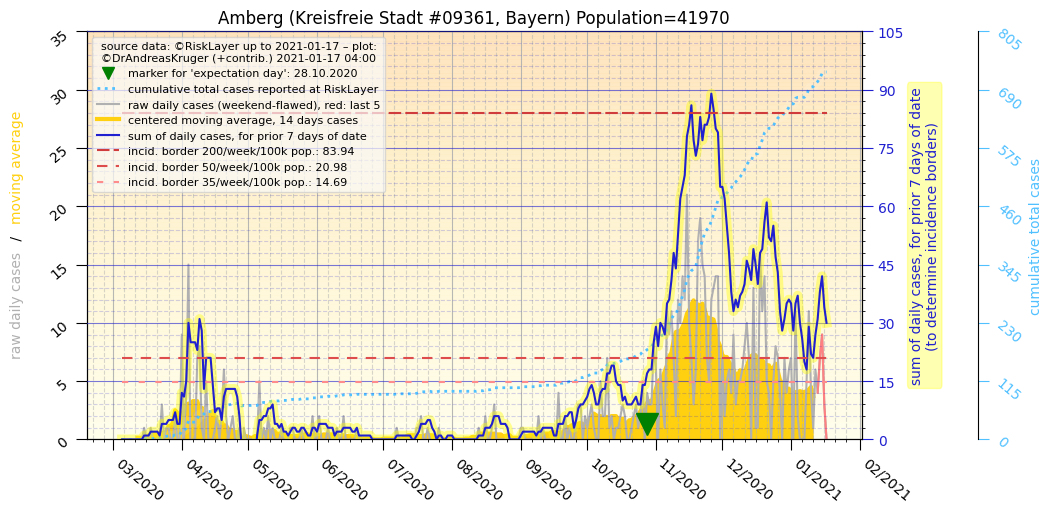 Amberg (Kreisfreie Stadt #09361, Bayern) Population=41970
source data: ©RiskLayer up to 2021-01-17 – plot:
©DrAndreasKruger (+contrib.) 2021-01-17 04:00
marker for 'expectation day': 28.10.2020
cumulative total cases reported at RiskLayer
raw daily cases (weekend-flawed), red: last 5
centered moving average, 14 days cases
sum of daily cases, for prior 7 days of date
incid. border 200/week/100k pop.: 83.94
incid. border 50/week/100k pop.: 20.98
incid. border 35/week/100k pop.: 14.69
raw daily cases / moving average
35
30
25
20
15
10
5
0
03/2020
04/2020
05/2020
06/2020
07/2020
08/2020
09/2020
10/2020
11/2020
12/2020
01/2021
02/2021
105
90
75
60
45
30
15
0
sum of daily cases, for prior 7 days of date
(to determine incidence borders)
805
690
575
460
345
230
115
0
cumulative total cases